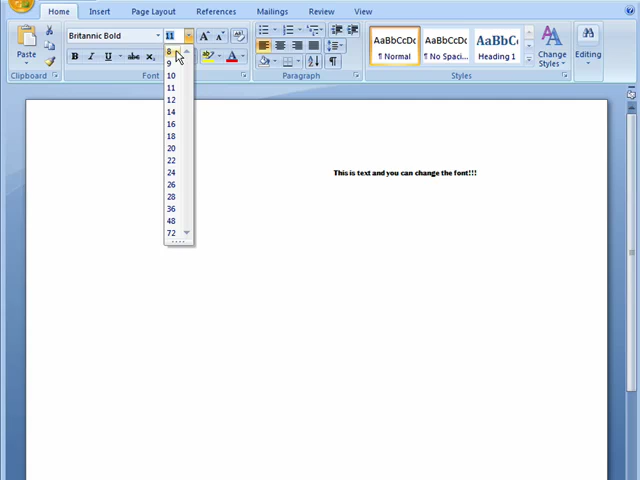 Home Insert Page Layout References Mailings Review View
Britannic Bold 11
Paste
B I U abc x₂ A
AaBbCcDc AaBbCcDc AaBbC
¶ Normal ¶ No Spaci... Heading 1
Change Styles
Editing
Clipboard Font Paragraph Styles
8
9
10
11
12
14
16
18
20
22
24
26
28
36
48
72
This is text and you can change the font!!!